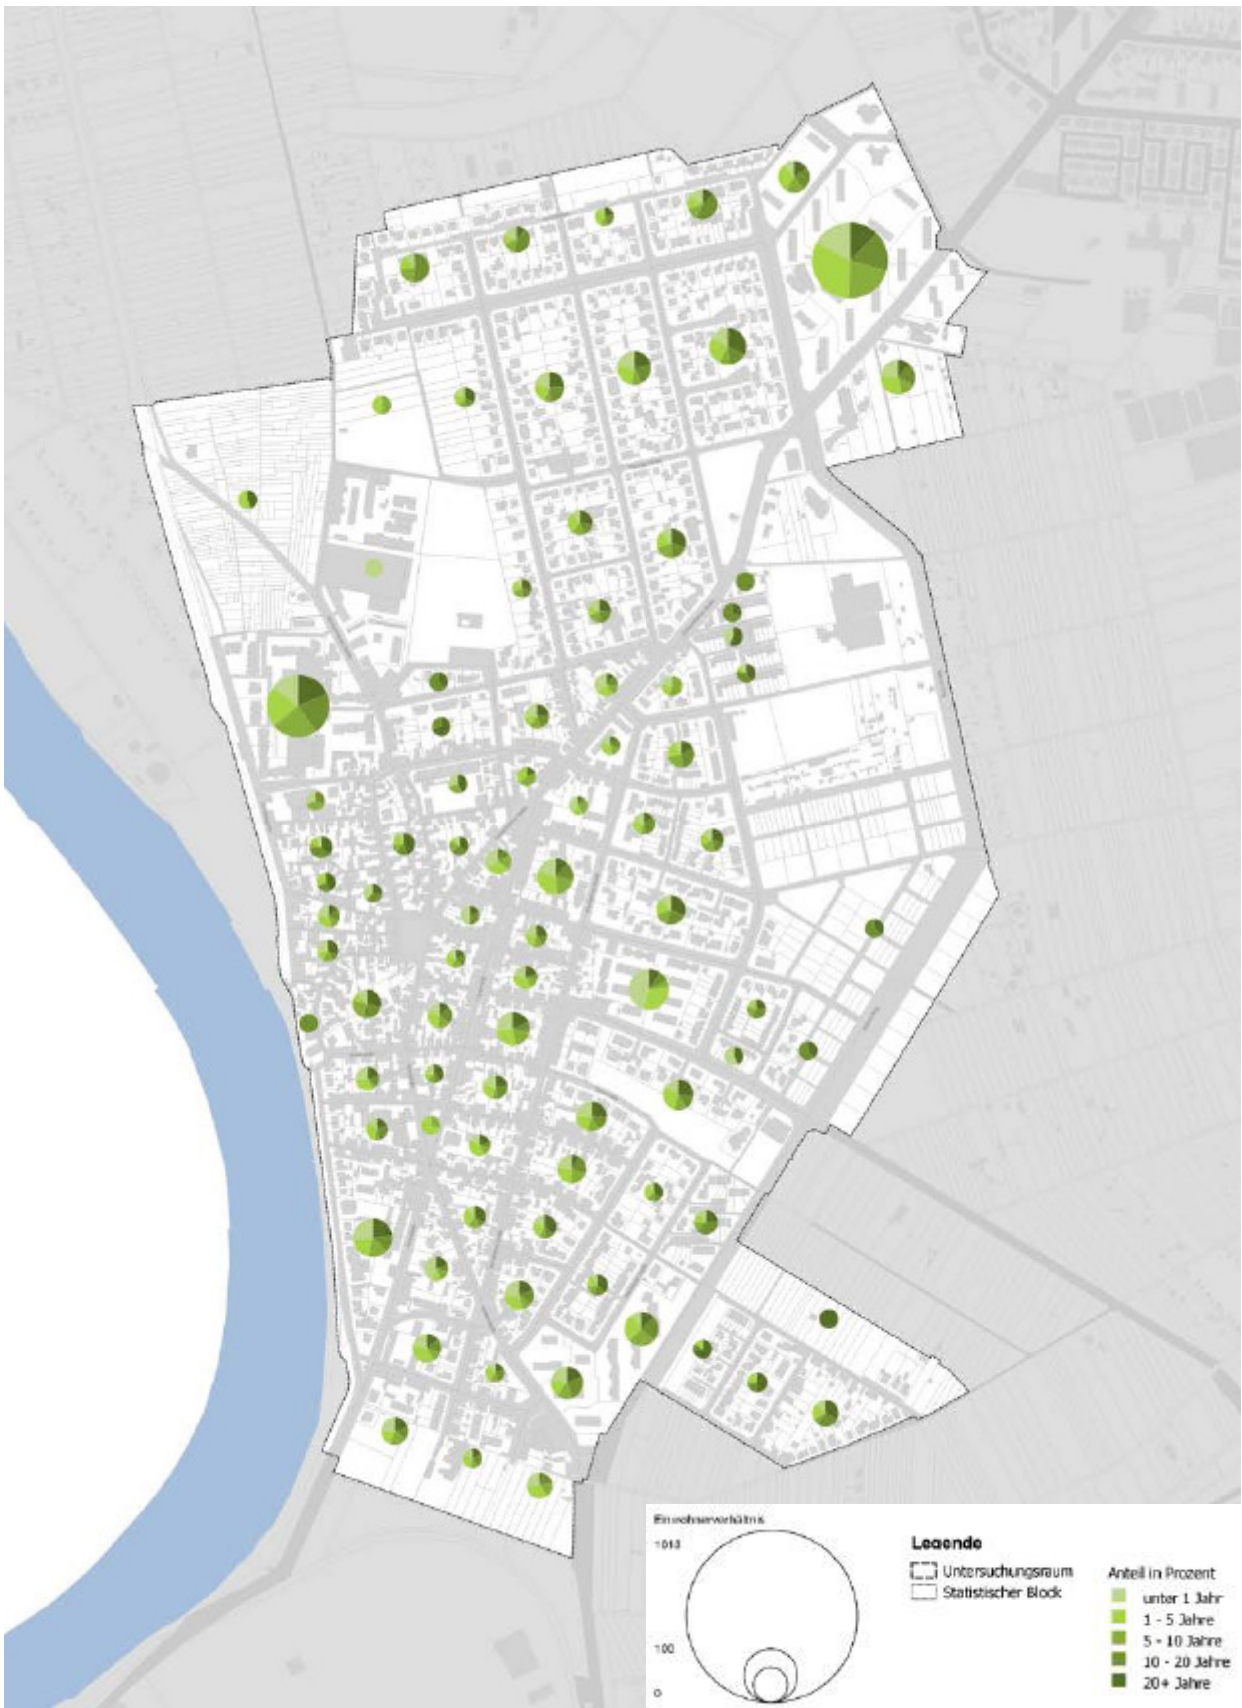 Einwohnerverhältnis
1013
100
0
Legende
Untersuchungsraum
Statistischer Block
Anteil in Prozent
unter 1 Jahr
1 - 5 Jahre
5 - 10 Jahre
10 - 20 Jahre
20+ Jahre